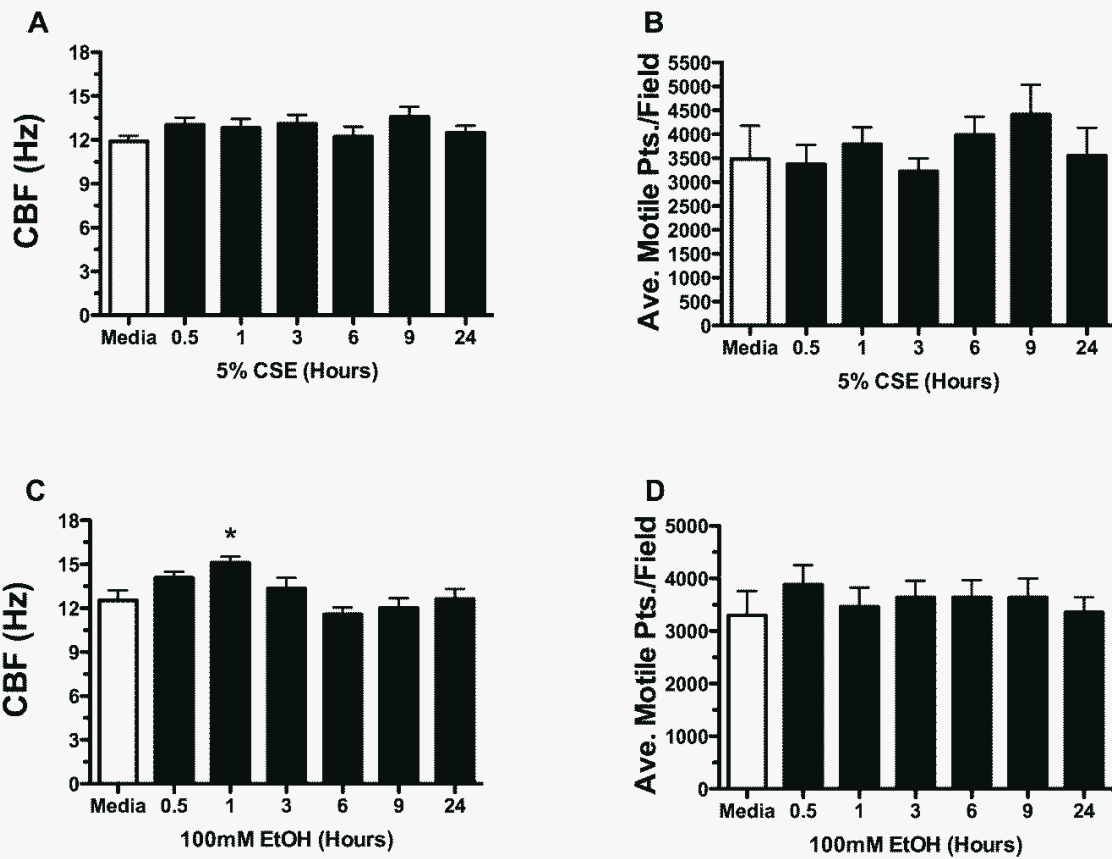 A
CBF (Hz)
18
15
12
9
6
3
0
Media 0.5 1 3 6 9 24
5% CSE (Hours)
B
Ave. Motile Pts./Field
5500
5000
4500
4000
3500
3000
2500
2000
1500
1000
500
0
Media 0.5 1 3 6 9 24
5% CSE (Hours)
C
CBF (Hz)
18
15
12
9
6
3
0
*
Media 0.5 1 3 6 9 24
100mM EtOH (Hours)
D
Ave. Motile Pts./Field
5000
4000
3000
2000
1000
0
Media 0.5 1 3 6 9 24
100mM EtOH (Hours)